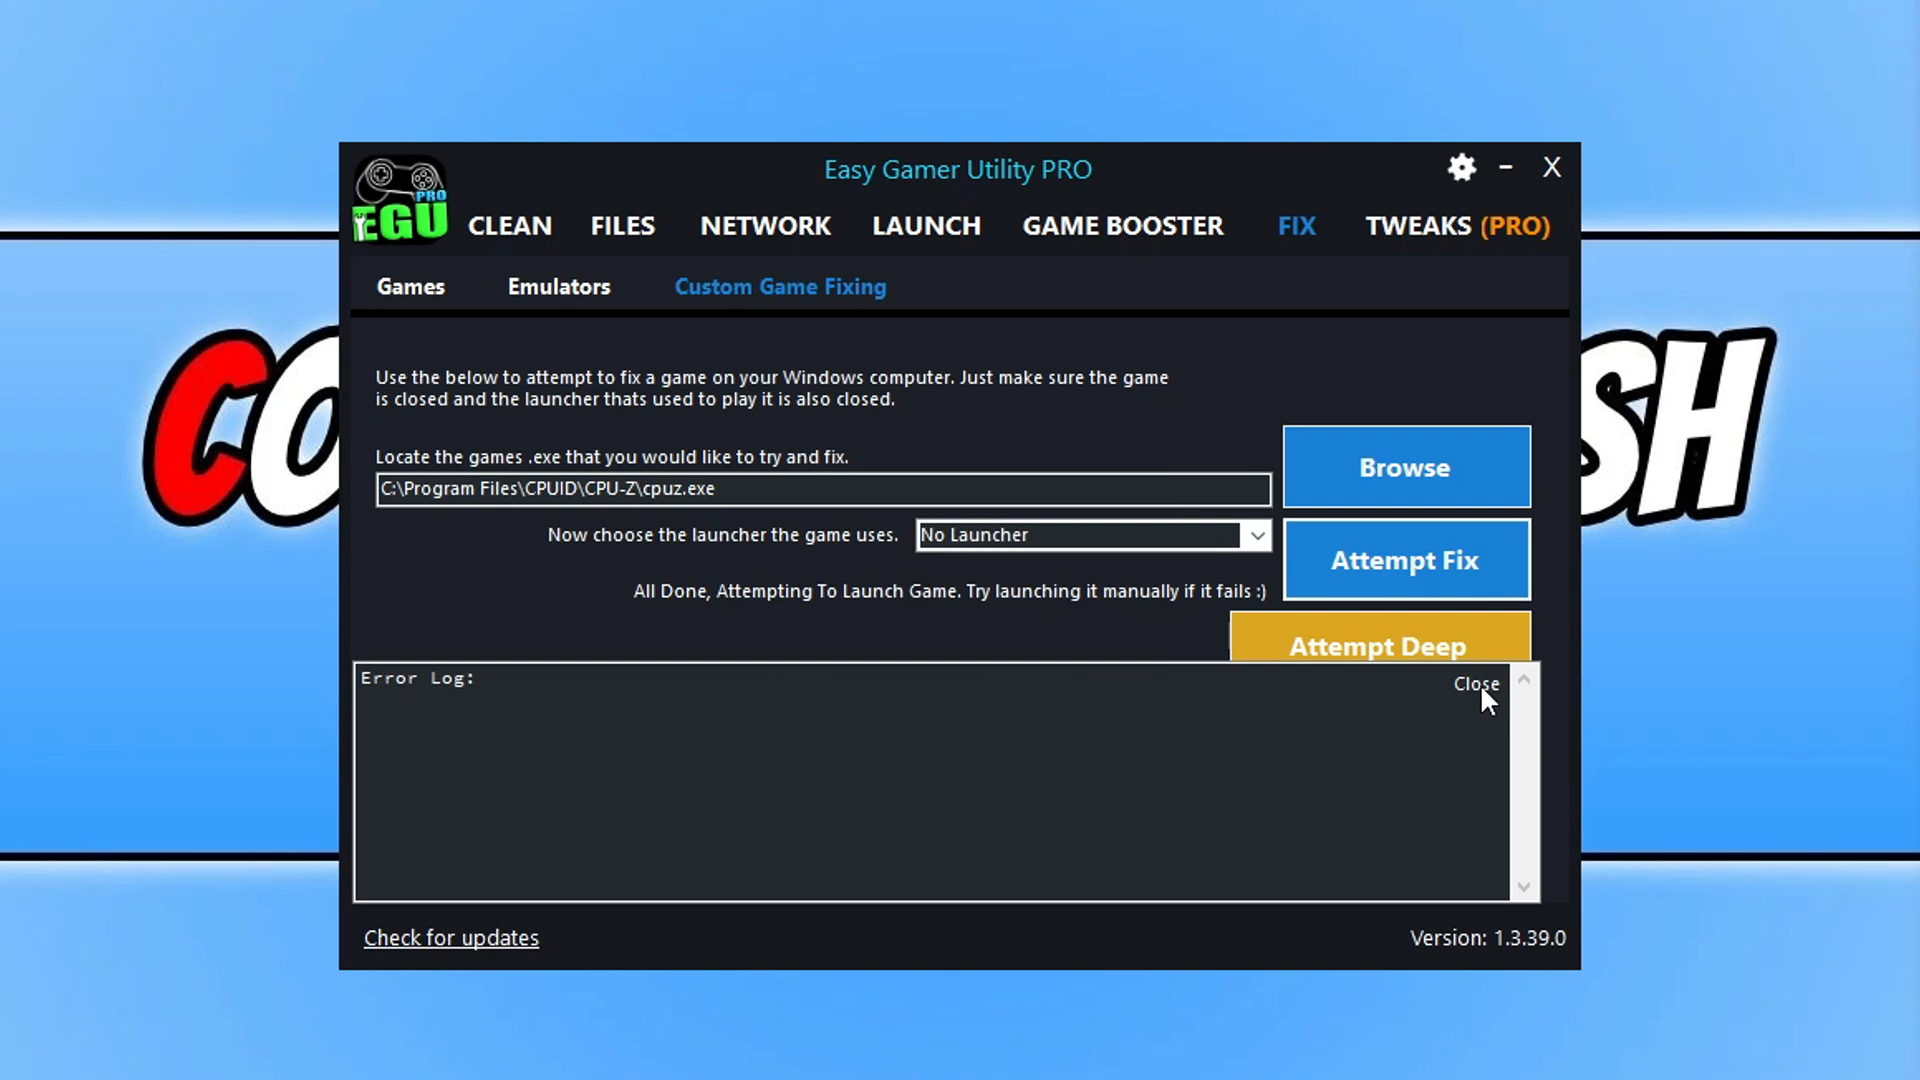 Easy Gamer Utility PRO
- X
PRO
EGU
CLEAN FILES NETWORK LAUNCH GAME BOOSTER FIX TWEAKS (PRO)
Games Emulators Custom Game Fixing
CO
SH
Use the below to attempt to fix a game on your Windows computer. Just make sure the game
is closed and the launcher thats used to play it is also closed.
Locate the games .exe that you would like to try and fix.
Browse
C:\Program Files\CPUID\CPU-Z\cpuz.exe
Now choose the launcher the game uses. No Launcher
Attempt Fix
All Done, Attempting To Launch Game. Try launching it manually if it fails :)
Attempt Deep
Error Log:
Close
Check for updates
Version: 1.3.39.0